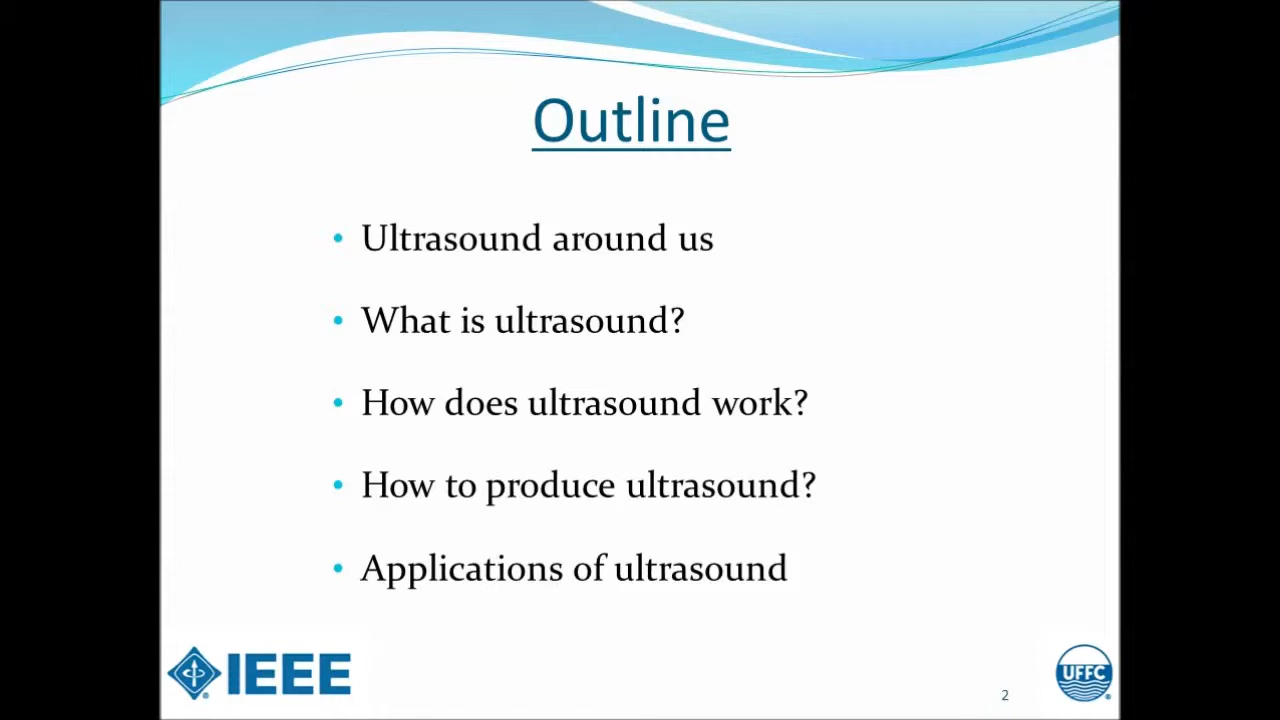 Outline
• Ultrasound around us
• What is ultrasound?
• How does ultrasound work?
• How to produce ultrasound?
• Applications of ultrasound
IEEE
UFFC
2